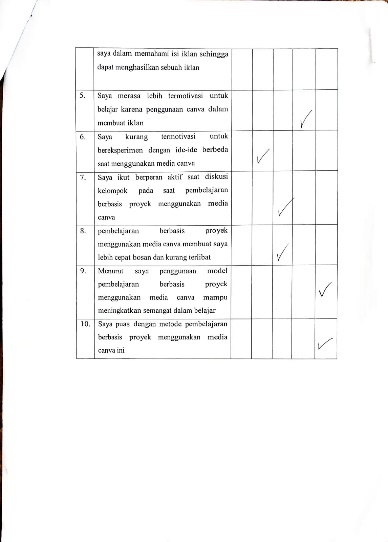 saya dalam memahami isi iklan sehingga
dapat menghasilkan sebuah iklan
5. Saya merasa lebih termotivasi untuk
belajar karena penggunaan canva dalam
membuat iklan
6. Saya kurang termotivasi untuk
bereksperimen dengan ide-ide berbeda
saat menggunakan media canva
7. Saya ikut berperan aktif saat diskusi
kelompok pada saat pembelajaran
berbasis proyek menggunakan media
canva
8. pembelajaran berbasis proyek
menggunakan media canva membuat saya
lebih cepat bosan dan kurang terlibat
9. Menurut saya penggunaan model
pembelajaran berbasis proyek
menggunakan media canva mampu
meningkatkan semangat dalam belajar
10. Saya puas dengan metode pembelajaran
berbasis proyek menggunakan media
canva ini